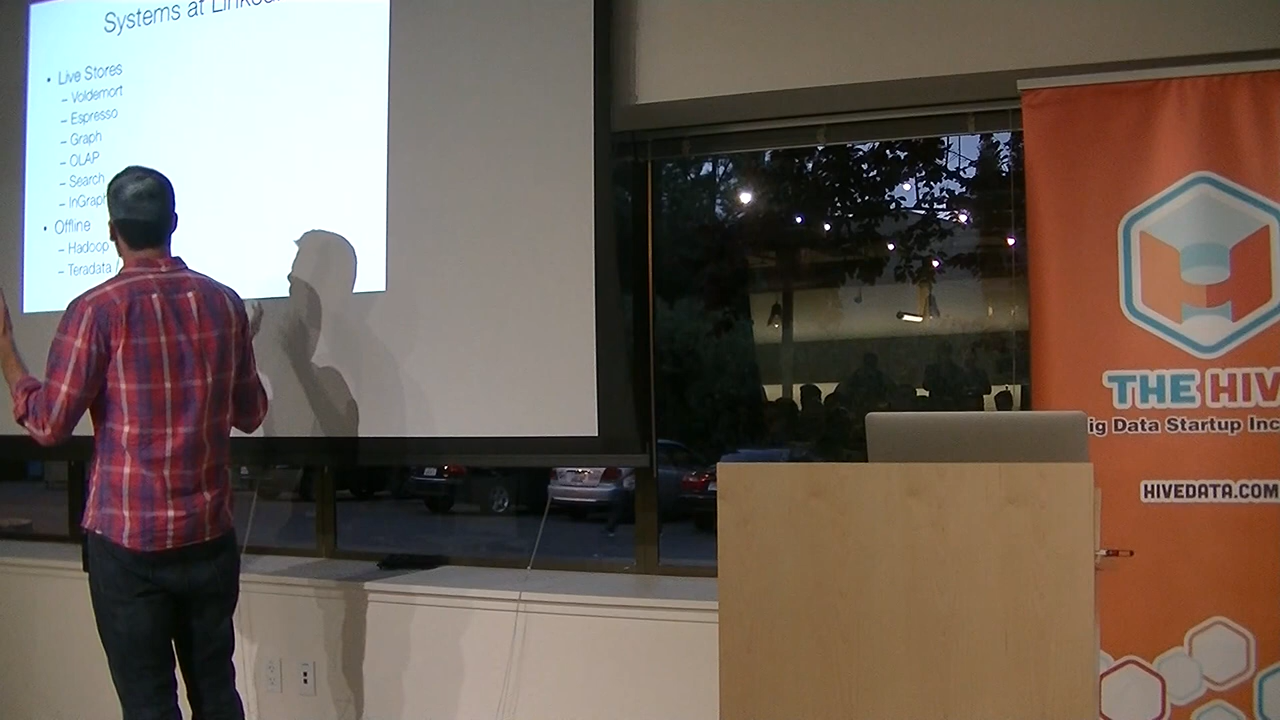 Systems at Linke
• Live Stores
– Voldemort
– Espresso
– Graph
– OLAP
– Search
– InGraph
• Offline
– Hadoop
– Teradata /
THE HIV
ig Data Startup Inc
HIVEDATA.COM